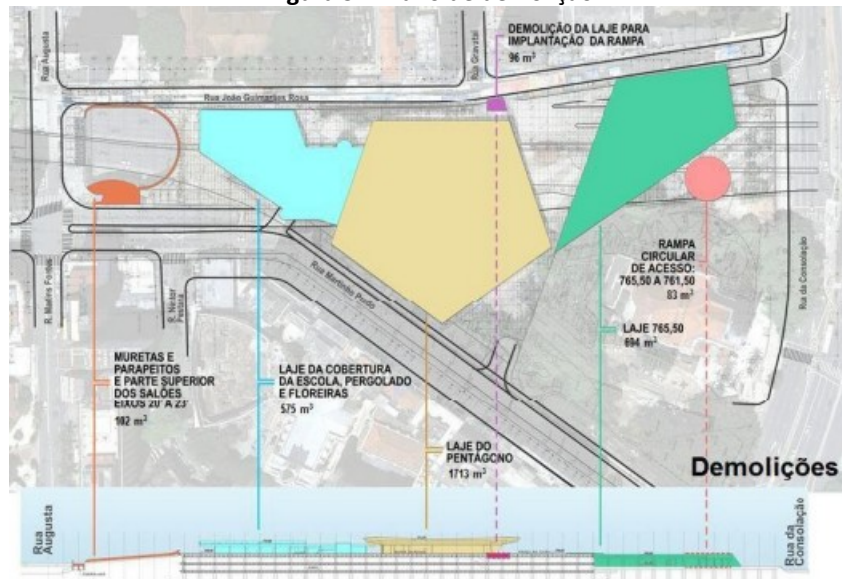 DEMOLIÇÃO DA LAJE PARA
IMPLANTAÇÃO DA RAMPA
96 m³
Rua Augusta
Rua Gravataí
Rua João Guimarães Rosa
RAMPA
CIRCULAR
DE ACESSO:
765,50 A 761,50
83 m³
Rua da Consolação
R. Martins Fontes
R. Nestor
Pestana
Rua Martinho Prado
LAJE 765,50
694 m³
MURETAS E
PARAPEITOS
E PARTE SUPERIOR
DOS SALÕES
EIXOS 20' A 23'
102 m³
LAJE DA COBERTURA
DA ESCOLA, PERGOLADO
E FLOREIRAS
575 m³
LAJE DO
PENTÁGONO
1713 m³
Demolições
Rua
Augusta
Rua da
Consolação